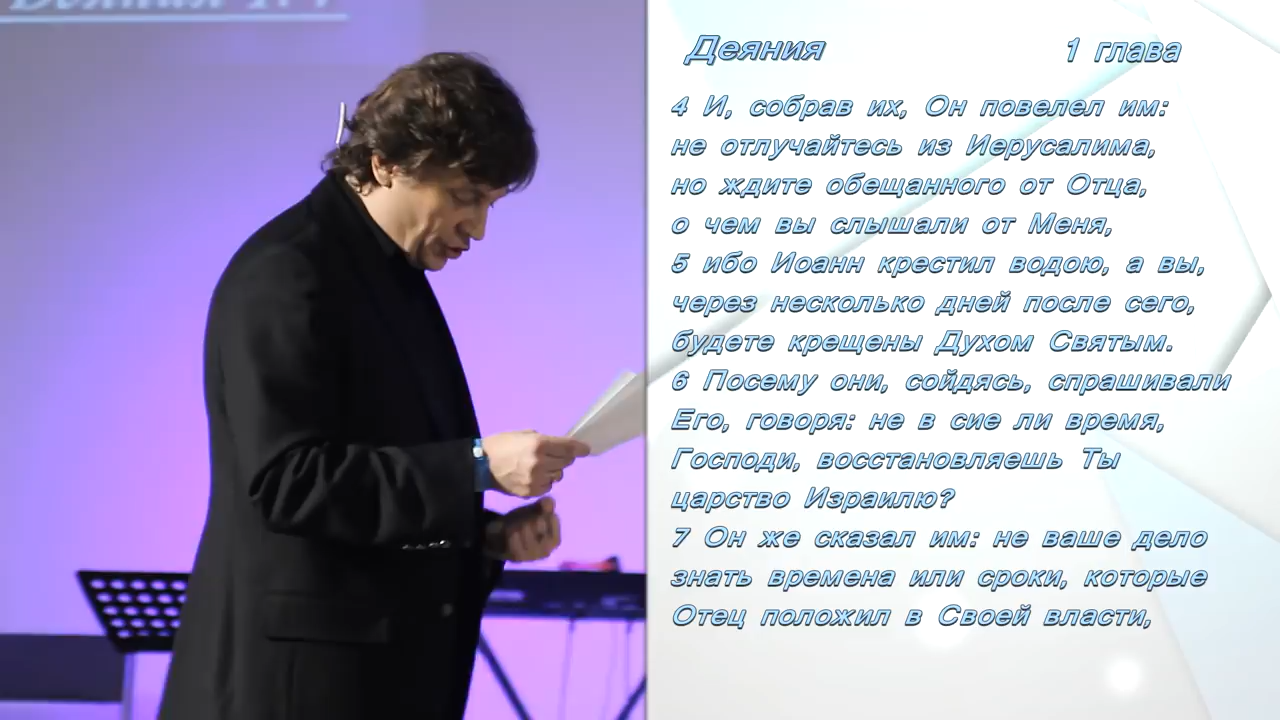 Деяния 1 глава
4 И, собрав их, Он повелел им:
не отлучайтесь из Иерусалима,
но ждите обещанного от Отца,
о чем вы слышали от Меня,
5 ибо Иоанн крестил водою, а вы,
через несколько дней после сего,
будете крещены Духом Святым.
6 Посему они, сойдясь, спрашивали
Его, говоря: не в сие ли время,
Господи, восстановляешь Ты
царство Израилю?
7 Он же сказал им: не ваше дело
знать времена или сроки, которые
Отец положил в Своей власти,